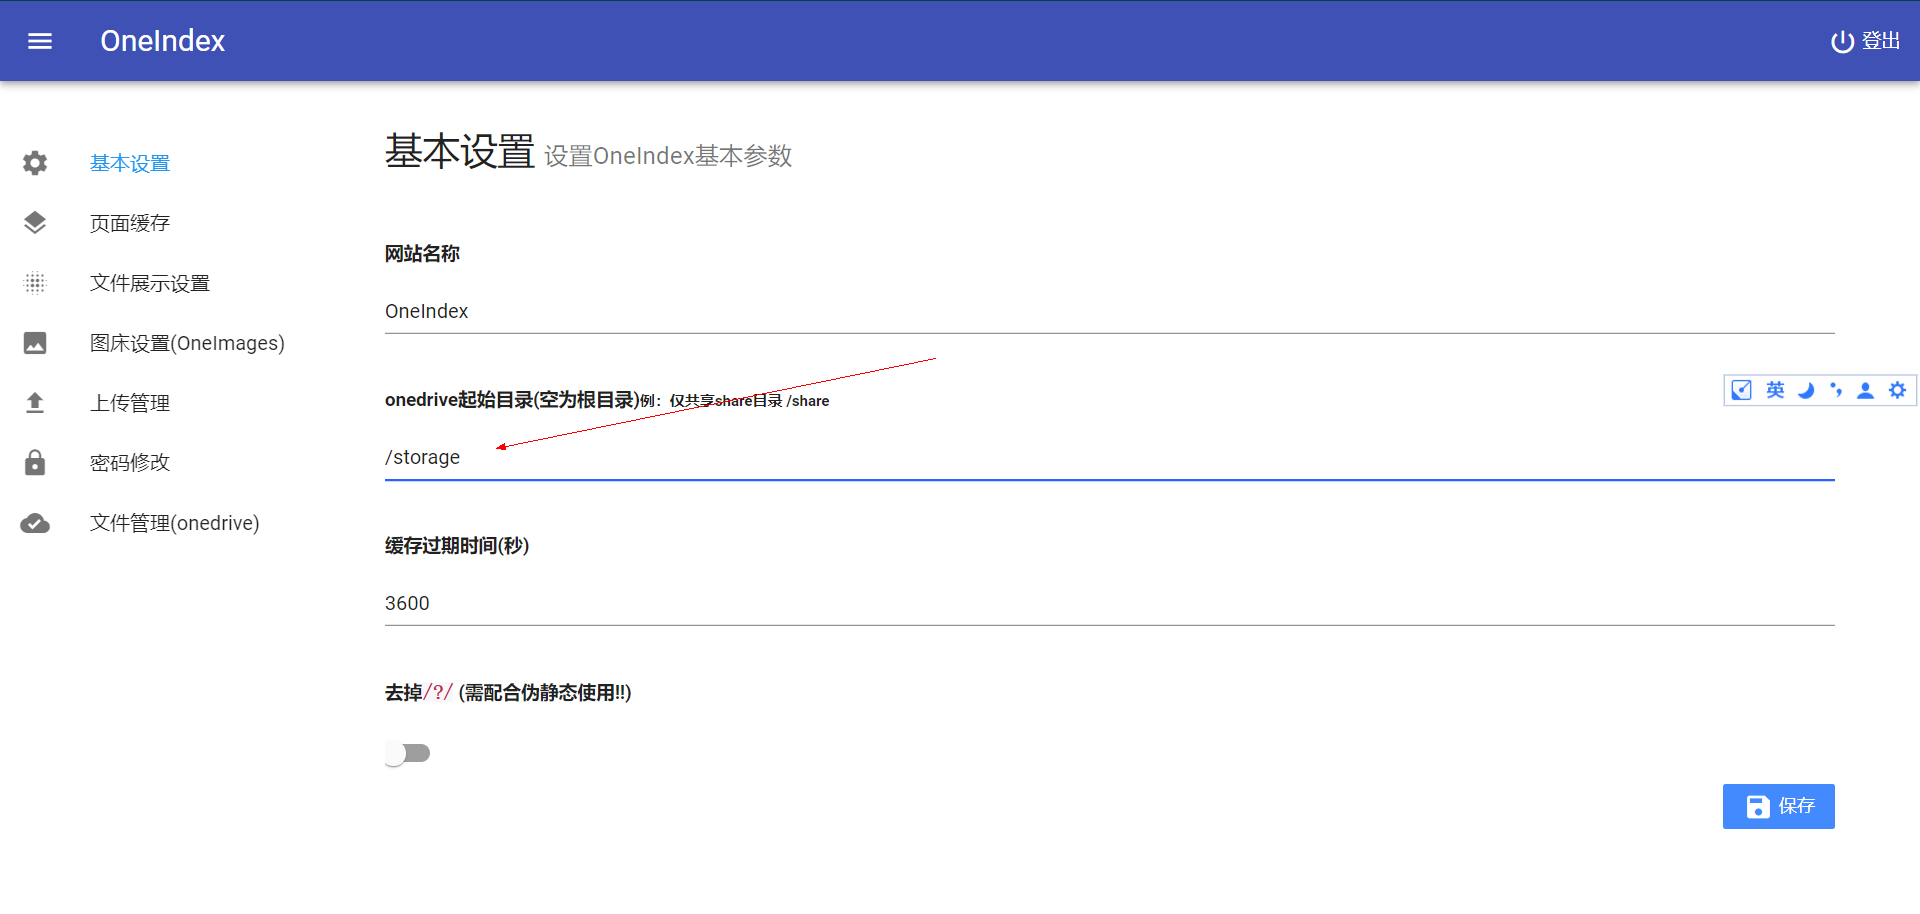 OneIndex
登出
基本设置
页面缓存
文件展示设置
图床设置(OneImages)
上传管理
密码修改
文件管理(onedrive)
基本设置 设置OneIndex基本参数
网站名称
OneIndex
onedrive起始目录(空为根目录)例：仅共享share目录 /share
英
/storage
缓存过期时间(秒)
3600
去掉/?/ (需配合伪静态使用!!)
保存